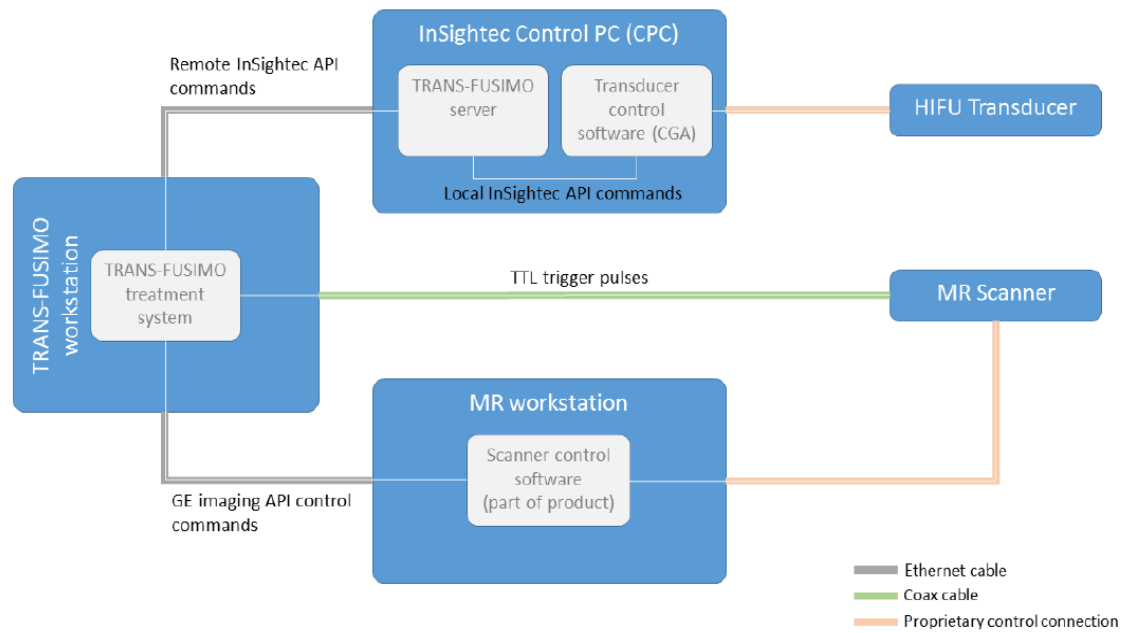 InSightec Control PC (CPC)
Remote InSightec API
commands
TRANS-FUSIMO
server
Transducer
control
software (CGA)
HIFU Transducer
Local InSightec API commands
TRANS-FUSIMO
workstation
TRANS-FUSIMO
treatment
system
TTL trigger pulses
MR Scanner
MR workstation
Scanner control
software
(part of product)
GE imaging API control
commands
Ethernet cable
Coax cable
Proprietary control connection